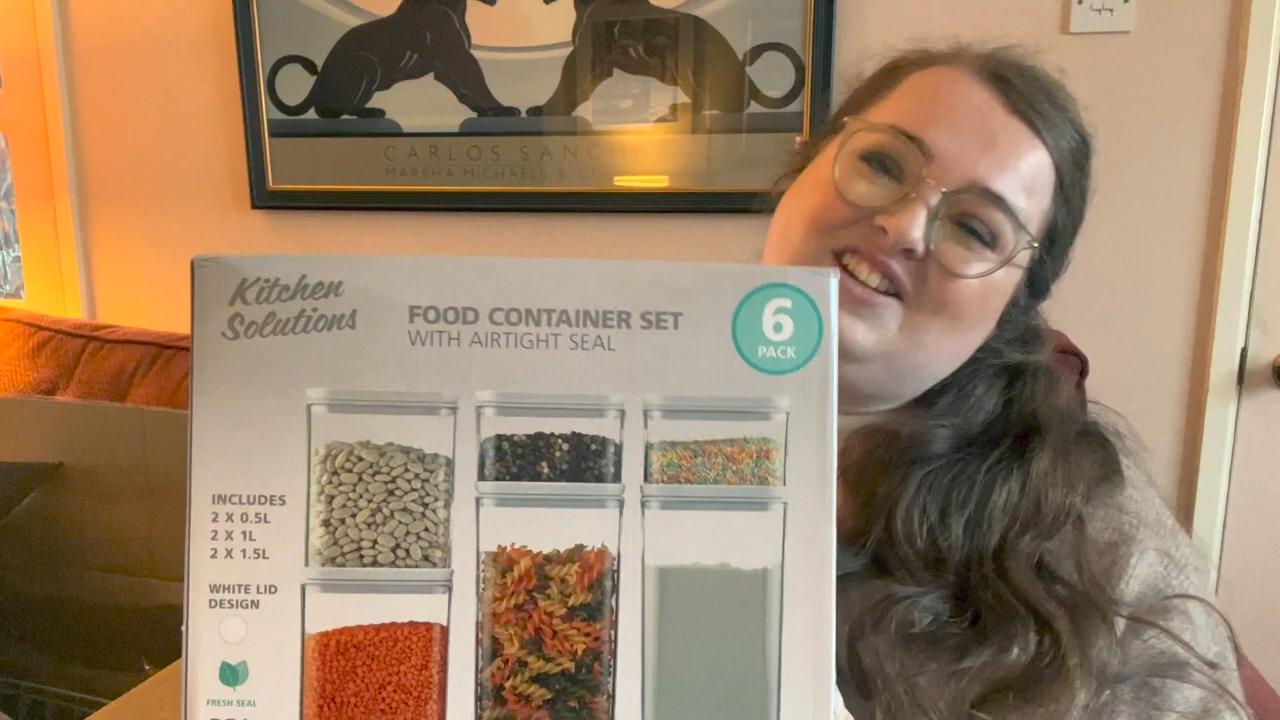 CARLOS SANC
MARSHA MICHAELS & C
Kitchen
Solutions
FOOD CONTAINER SET
WITH AIRTIGHT SEAL
6
PACK
INCLUDES
2 X 0.5L
2 X 1L
2 X 1.5L
WHITE LID
DESIGN
FRESH SEAL